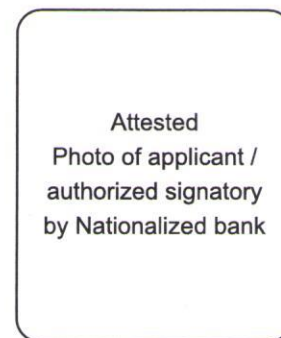 Attested
Photo of applicant /
authorized signatory
by Nationalized bank